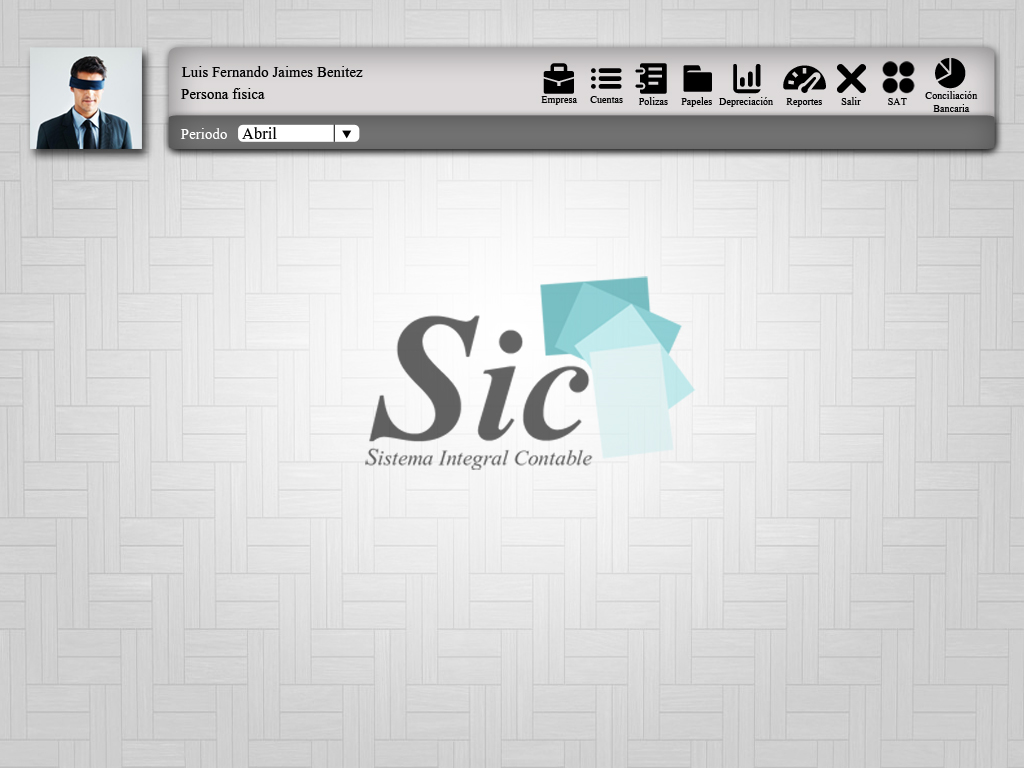 Luis Fernando Jaimes Benitez
Persona física
Empresa
Cuentas
Polizas
Papeles
Depreciación
Reportes
Salir
SAT
Conciliación
Bancaria
Periodo
Abril
Sic
Sistema Integral Contable